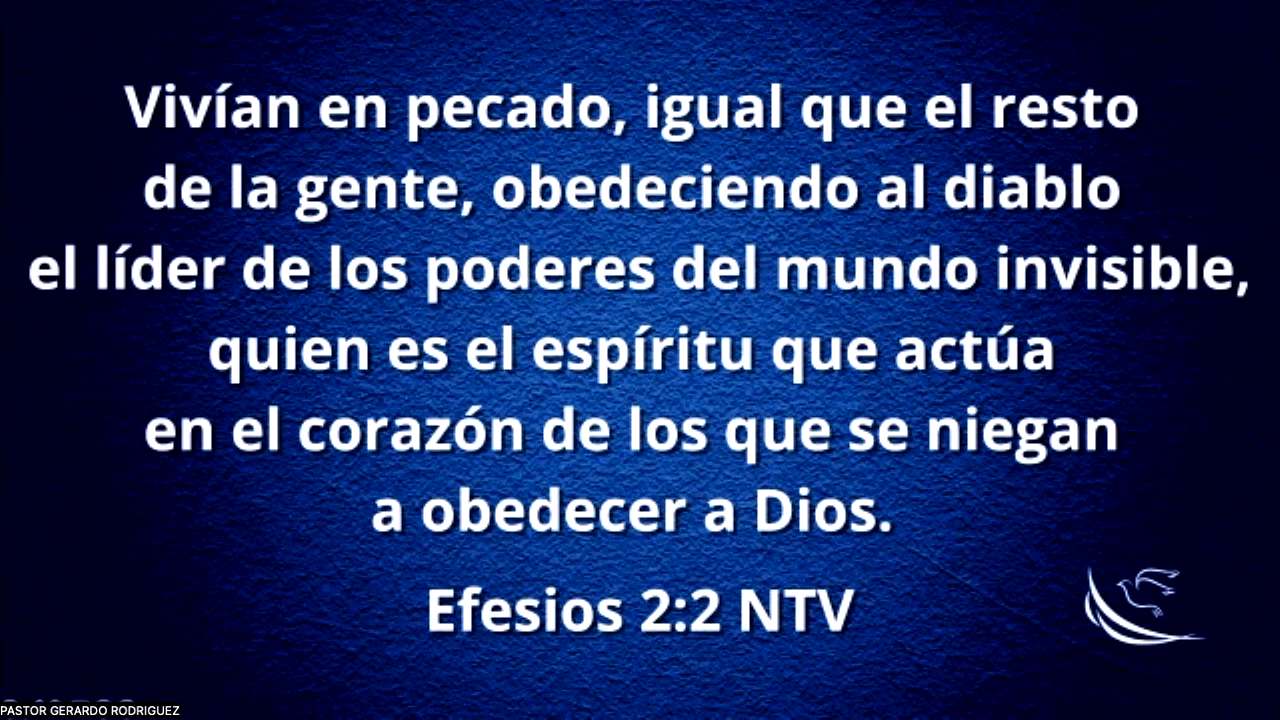 Vivían en pecado, igual que el resto
de la gente, obedeciendo al diablo
el líder de los poderes del mundo invisible,
quien es el espíritu que actúa
en el corazón de los que se niegan
a obedecer a Dios.
Efesios 2:2 NTV
PASTOR GERARDO RODRIGUEZ